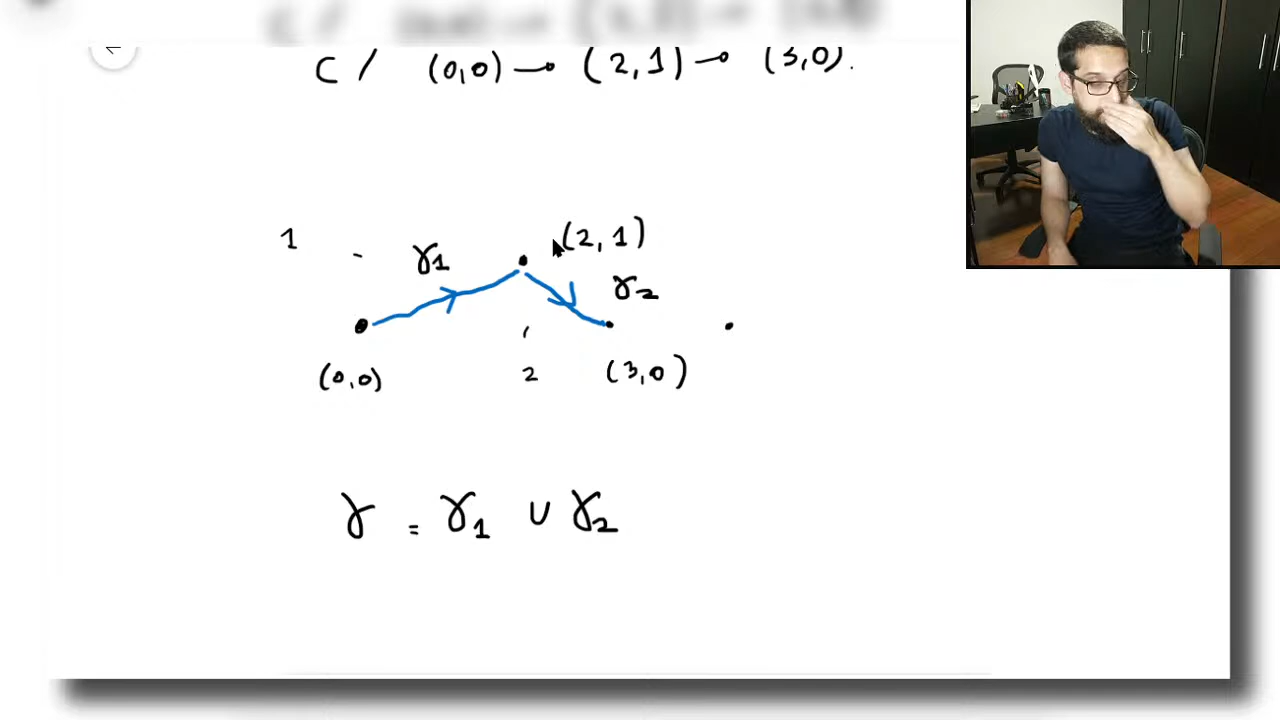 C / (0,0) → (2,1) → (3,0).
1 - γ1 (2,1)
γ2
(0,0) 2 (3,0)
γ = γ1 ∪ γ2